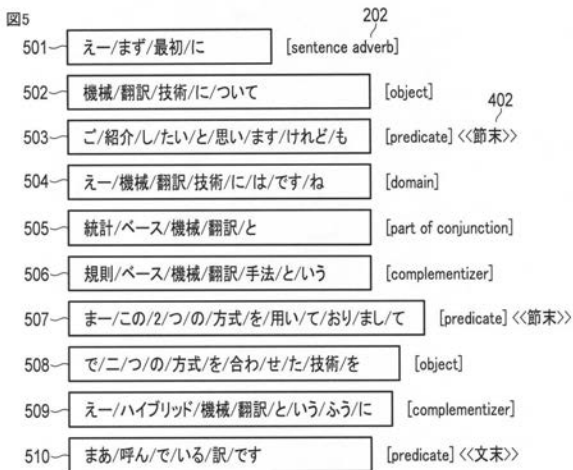 図5
202
501 えー/まず/最初/に [sentence adverb]
502 機械/翻訳/技術/に/ついて [object]
402
503 ご/紹介/し/たい/と/思い/ます/けれど/も [predicate] <<節末>>
504 えー/機械/翻訳/技術/に/は/です/ね [domain]
505 統計/ベース/機械/翻訳/と [part of conjunction]
506 規則/ベース/機械/翻訳/手法/と/いう [complementizer]
507 まー/この/2/つ/の/方式/を/用い/て/おり/まし/て [predicate] <<節末>>
508 で/二/つ/の/方式/を/合わ/せ/た/技術/を [object]
509 えー/ハイブリッド/機械/翻訳/と/いう/ふう/に [complementizer]
510 まあ/呼ん/で/いる/訳/です [predicate] <<文末>>